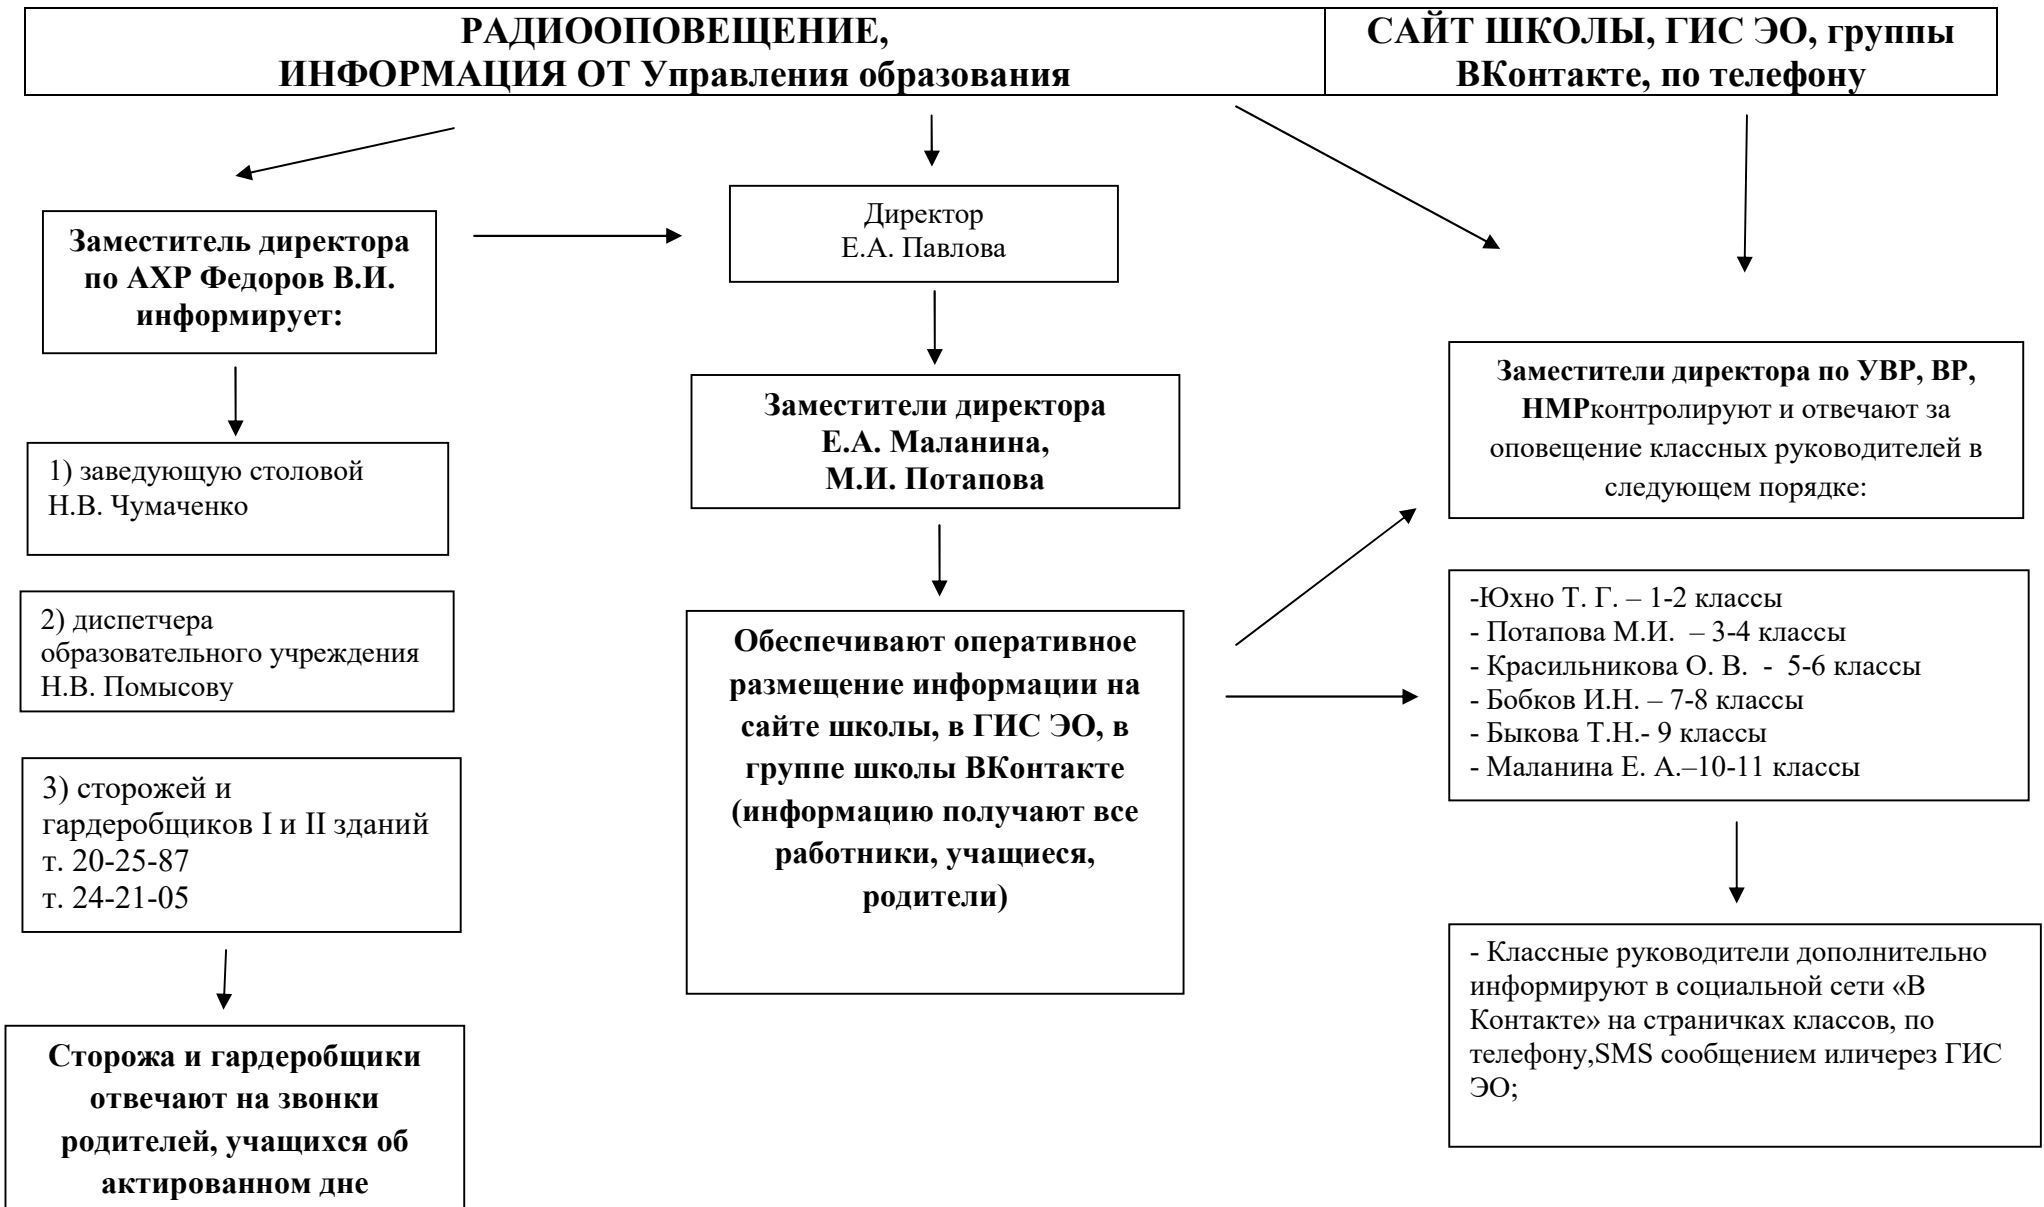 РАДИООПОВЕЩЕНИЕ,
ИНФОРМАЦИЯ ОТ Управления образования
САЙТ ШКОЛЫ, ГИС ЭО, группы
ВКонтакте, по телефону
Заместитель директора
по АХР Федоров В.И.
информирует:
1) заведующую столовой
Н.В. Чумаченко
2) диспетчера
образовательного учреждения
Н.В. Помысову
3) сторожей и
гардеробщиков I и II зданий
т. 20-25-87
т. 24-21-05
Сторожа и гардеробщики
отвечают на звонки
родителей, учащихся об
актированном дне
Директор
Е.А. Павлова
Заместители директора
Е.А. Маланина,
М.И. Потапова
Обеспечивают оперативное
размещение информации на
сайте школы, в ГИС ЭО, в
группе школы ВКонтакте
(информацию получают все
работники, учащиеся,
родители)
Заместители директора по УВР, ВР,
НМРконтролируют и отвечают за
оповещение классных руководителей в
следующем порядке:
-Юхно Т. Г. – 1-2 классы
- Потапова М.И. – 3-4 классы
- Красильникова О. В. - 5-6 классы
- Бобков И.Н. – 7-8 классы
- Быкова Т.Н.- 9 классы
- Маланина Е. А.–10-11 классы
- Классные руководители дополнительно
информируют в социальной сети «В
Контакте» на страничках классов, по
телефону,SMS сообщением иличерез ГИС
ЭО;